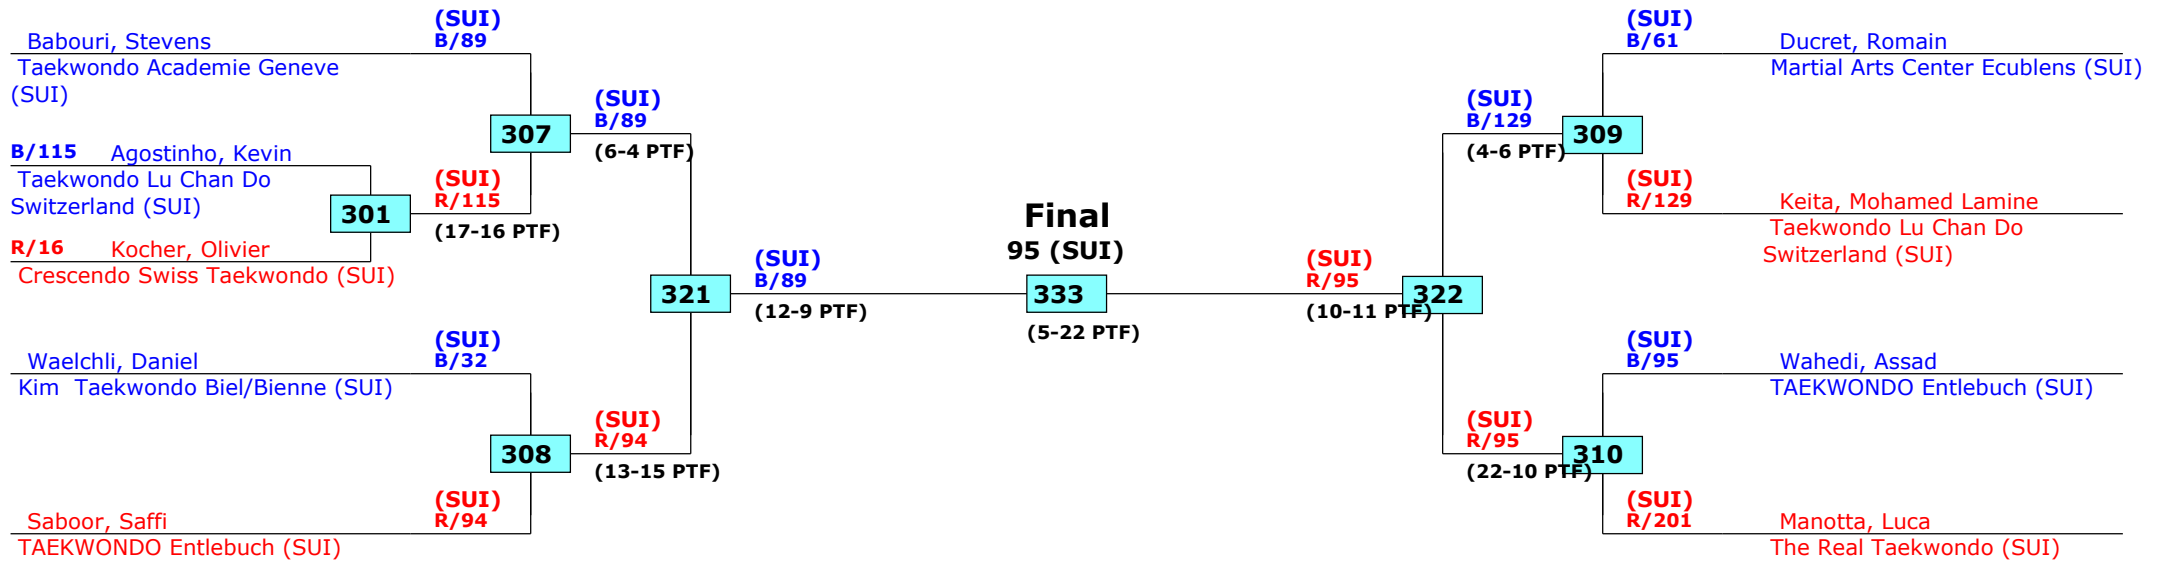 (SUI)
B/89
Babouri, Stevens
Taekwondo Academie Geneve
(SUI)
307
(SUI)
B/89
(6-4 PTF)
B/115 Agostinho, Kevin
Taekwondo Lu Chan Do
Switzerland (SUI)
301
(SUI)
R/115
(17-16 PTF)
R/16 Kocher, Olivier
Crescendo Swiss Taekwondo (SUI)
321
(SUI)
B/89
(12-9 PTF)
(SUI)
B/32
Waelchli, Daniel
Kim Taekwondo Biel/Bienne (SUI)
308
(SUI)
R/94
(13-15 PTF)
(SUI)
R/94
Saboor, Saffi
TAEKWONDO Entlebuch (SUI)
Final
95 (SUI)
333
(5-22 PTF)
(SUI)
R/95
(10-11 PTF)
322
(SUI)
B/61
Ducret, Romain
Martial Arts Center Ecublens (SUI)
(SUI)
B/129
(4-6 PTF)
309
(SUI)
R/129
Keita, Mohamed Lamine
Taekwondo Lu Chan Do
Switzerland (SUI)
(SUI)
B/95
Wahedi, Assad
TAEKWONDO Entlebuch (SUI)
(SUI)
R/95
(22-10 PTF)
310
(SUI)
R/201
Manotta, Luca
The Real Taekwondo (SUI)